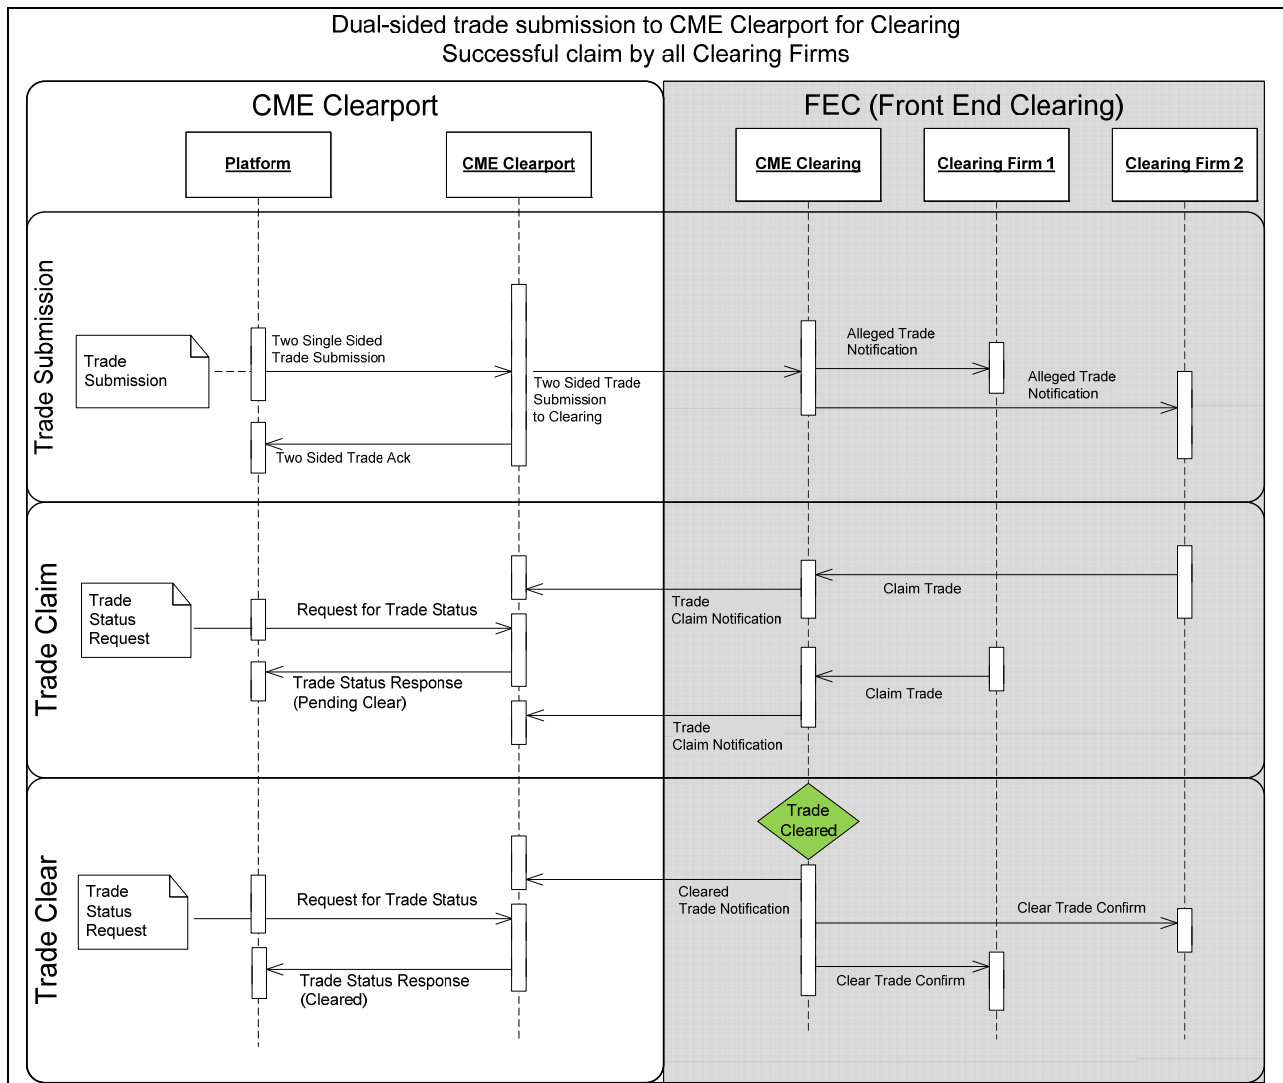 Dual-sided trade submission to CME Clearport for Clearing
Successful claim by all Clearing Firms
CME Clearport
FEC (Front End Clearing)
Platform
CME Clearport
CME Clearing
Clearing Firm 1
Clearing Firm 2
Trade Submission
Trade
Submission
Two Single Sided
Trade Submission
Two Sided Trade
Submission
to Clearing
Two Sided Trade Ack
Alleged Trade
Notification
Alleged Trade
Notification
Trade Claim
Trade
Status
Request
Request for Trade Status
Trade Status Response
(Pending Clear)
Trade
Claim Notification
Claim Trade
Claim Trade
Trade
Claim Notification
Trade Clear
Trade
Cleared
Trade
Status
Request
Request for Trade Status
Trade Status Response
(Cleared)
Cleared
Trade Notification
Clear Trade Confirm
Clear Trade Confirm